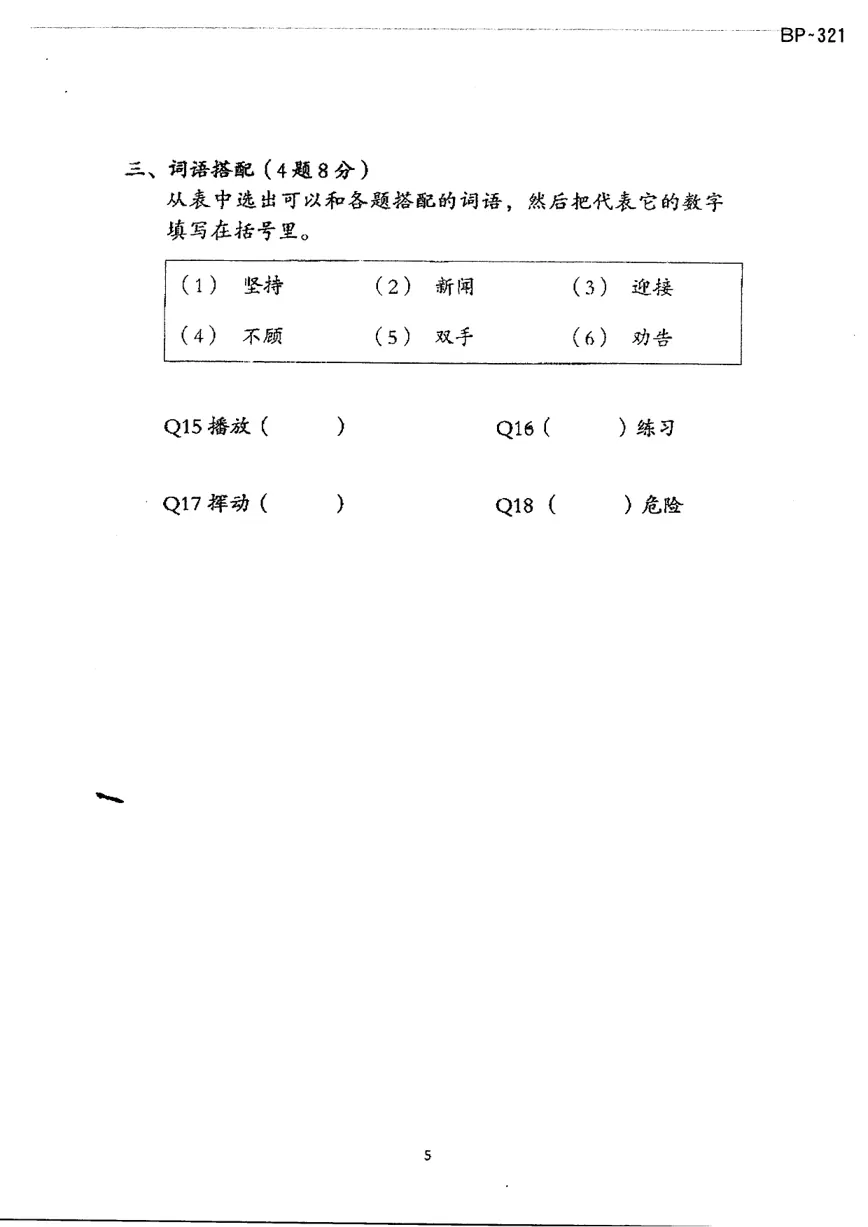 BP-321
三、词语搭配（4题8分）
从表中选出可以和各题搭配的词语，然后把代表它的数字
填写在括号里。
（1） 坚持 （2） 新闻 （3） 迎接
（4） 不顾 （5） 双手 （6） 劝告
Q15 播放（ ） Q16（ ）练习
Q17 挥动（ ） Q18 （ ）危险
5